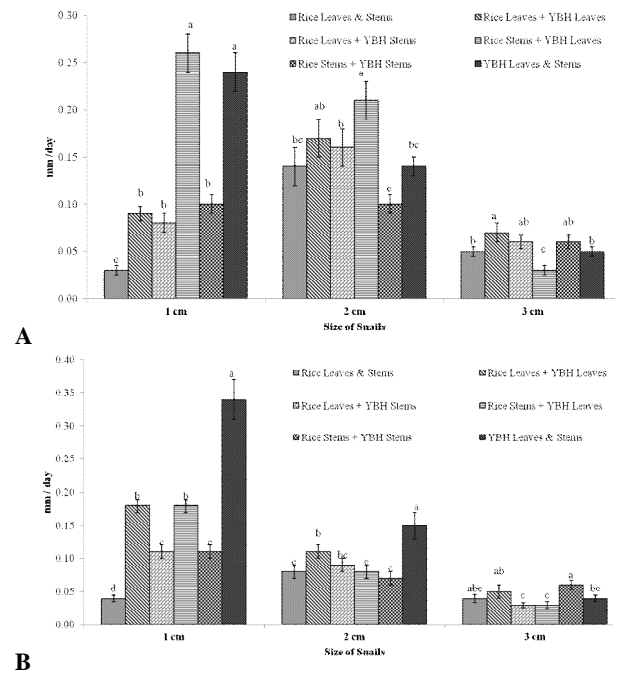 0.30
0.25
0.20
0.15
0.10
0.05
0.00
mm/day
Rice Leaves & Stems
Rice Leaves + YBH Leaves
Rice Leaves + YBH Stems
Rice Stems + YBH Leaves
Rice Stems + YBH Stems
YBH Leaves & Stems
c b b a b a
bc ab b a c bc
b a ab c ab b
1 cm 2 cm 3 cm
Size of Snails
A
0.40
0.35
0.30
0.25
0.20
0.15
0.10
0.05
0.00
mm / day
Rice Leaves & Stems
Rice Leaves + YBH Leaves
Rice Leaves + YBH Stems
Rice Stems + YBH Leaves
Rice Stems + YBH Stems
YBH Leaves & Stems
d b c b c a
c b bc c c a
abc ab c c a bc
1 cm 2 cm 3 cm
Size of Snails
B